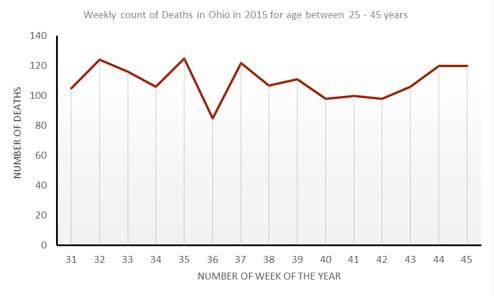 Weekly count of Deaths in Ohio in 2015 for age between 25 - 45 years
140
120
100
80
60
40
20
0
NUMBER OF DEATHS
31 32 33 34 35 36 37 38 39 40 41 42 43 44 45
NUMBER OF WEEK OF THE YEAR